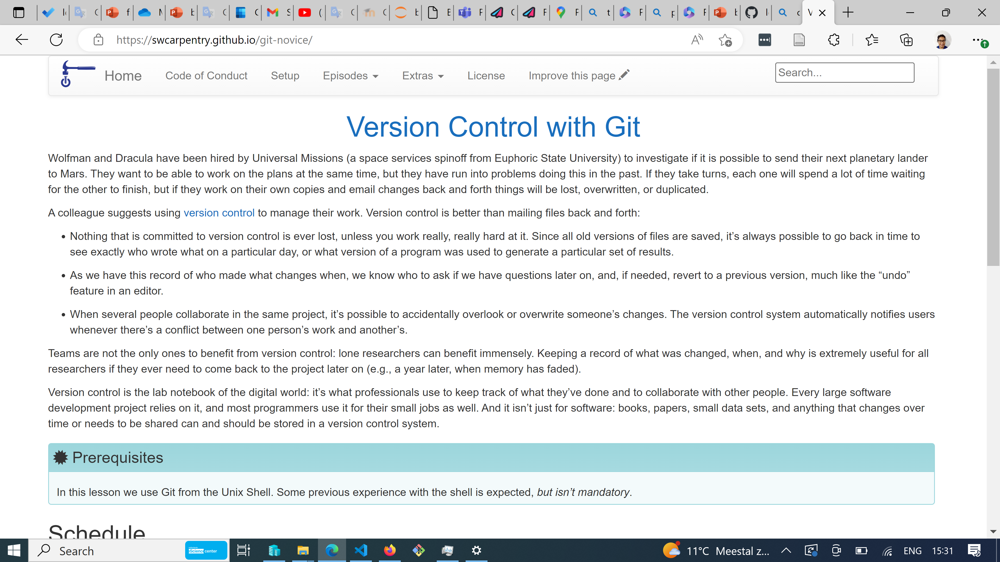 https://swcarpentry.github.io/git-novice/
Home Code of Conduct Setup Episodes Extras License Improve this page Search...
Version Control with Git
Wolfman and Dracula have been hired by Universal Missions (a space services spinoff from Euphoric State University) to investigate if it is possible to send their next planetary lander
to Mars. They want to be able to work on the plans at the same time, but they have run into problems doing this in the past. If they take turns, each one will spend a lot of time waiting
for the other to finish, but if they work on their own copies and email changes back and forth things will be lost, overwritten, or duplicated.
A colleague suggests using version control to manage their work. Version control is better than mailing files back and forth:
• Nothing that is committed to version control is ever lost, unless you work really, really hard at it. Since all old versions of files are saved, it’s always possible to go back in time to
see exactly who wrote what on a particular day, or what version of a program was used to generate a particular set of results.
• As we have this record of who made what changes when, we know who to ask if we have questions later on, and, if needed, revert to a previous version, much like the “undo”
feature in an editor.
• When several people collaborate in the same project, it’s possible to accidentally overlook or overwrite someone’s changes. The version control system automatically notifies users
whenever there’s a conflict between one person’s work and another’s.
Teams are not the only ones to benefit from version control: lone researchers can benefit immensely. Keeping a record of what was changed, when, and why is extremely useful for all
researchers if they ever need to come back to the project later on (e.g., a year later, when memory has faded).
Version control is the lab notebook of the digital world: it’s what professionals use to keep track of what they’ve done and to collaborate with other people. Every large software
development project relies on it, and most programmers use it for their small jobs as well. And it isn’t just for software: books, papers, small data sets, and anything that changes over
time or needs to be shared can and should be stored in a version control system.
Prerequisites
In this lesson we use Git from the Unix Shell. Some previous experience with the shell is expected, but isn’t mandatory.
Schedule
Search eScience center 11°C Meestal z... ENG 15:31